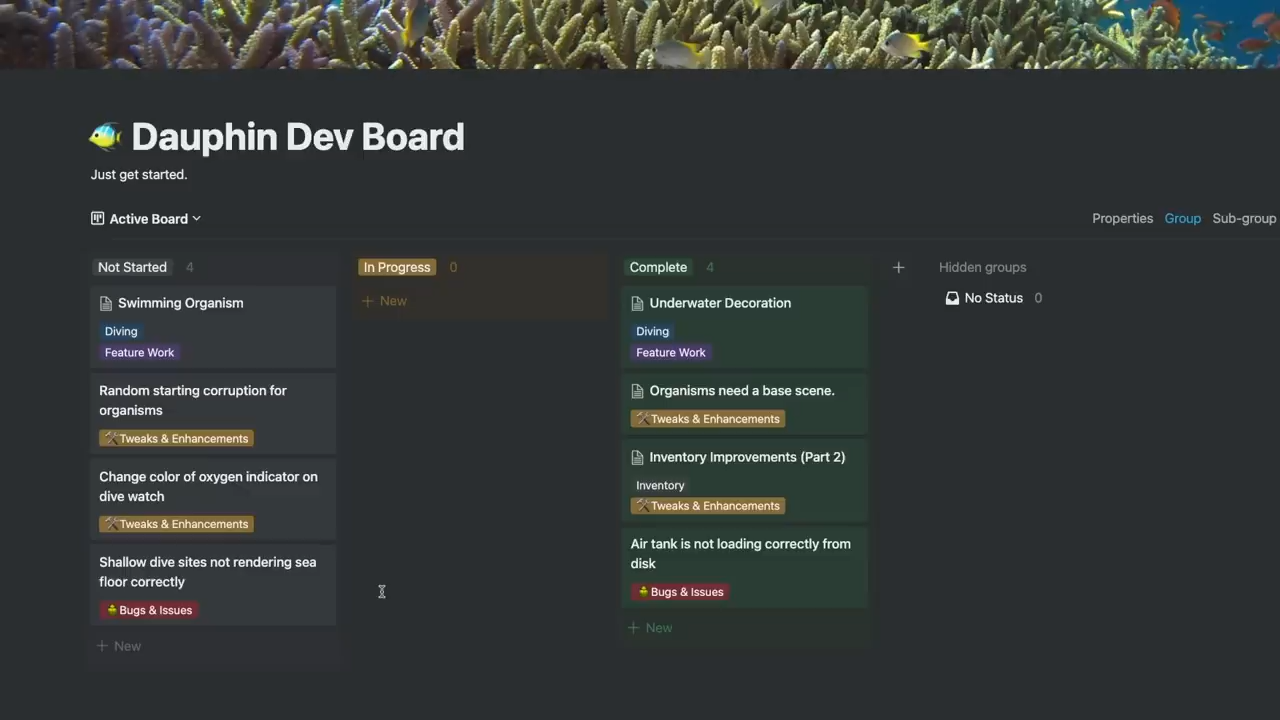 Dauphin Dev Board
Just get started.
Active Board
Properties Group Sub-group
Not Started 4
Swimming Organism
Diving
Feature Work
Random starting corruption for
organisms
Tweaks & Enhancements
Change color of oxygen indicator on
dive watch
Tweaks & Enhancements
Shallow dive sites not rendering sea
floor correctly
Bugs & Issues
+ New
In Progress 0
+ New
Complete 4
Underwater Decoration
Diving
Feature Work
Organisms need a base scene.
Tweaks & Enhancements
Inventory Improvements (Part 2)
Inventory
Tweaks & Enhancements
Air tank is not loading correctly from
disk
Bugs & Issues
+ New
+
Hidden groups
No Status 0